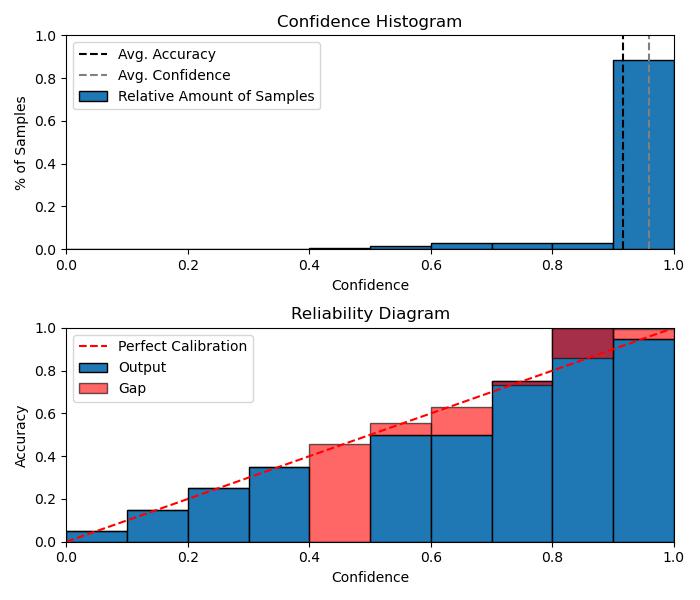 Confidence Histogram
1.0
0.8
0.6
0.4
0.2
0.0
% of Samples
Avg. Accuracy
Avg. Confidence
Relative Amount of Samples
0.0 0.2 0.4 0.6 0.8 1.0
Confidence
Reliability Diagram
1.0
0.8
0.6
0.4
0.2
0.0
Accuracy
Perfect Calibration
Output
Gap
0.0 0.2 0.4 0.6 0.8 1.0
Confidence